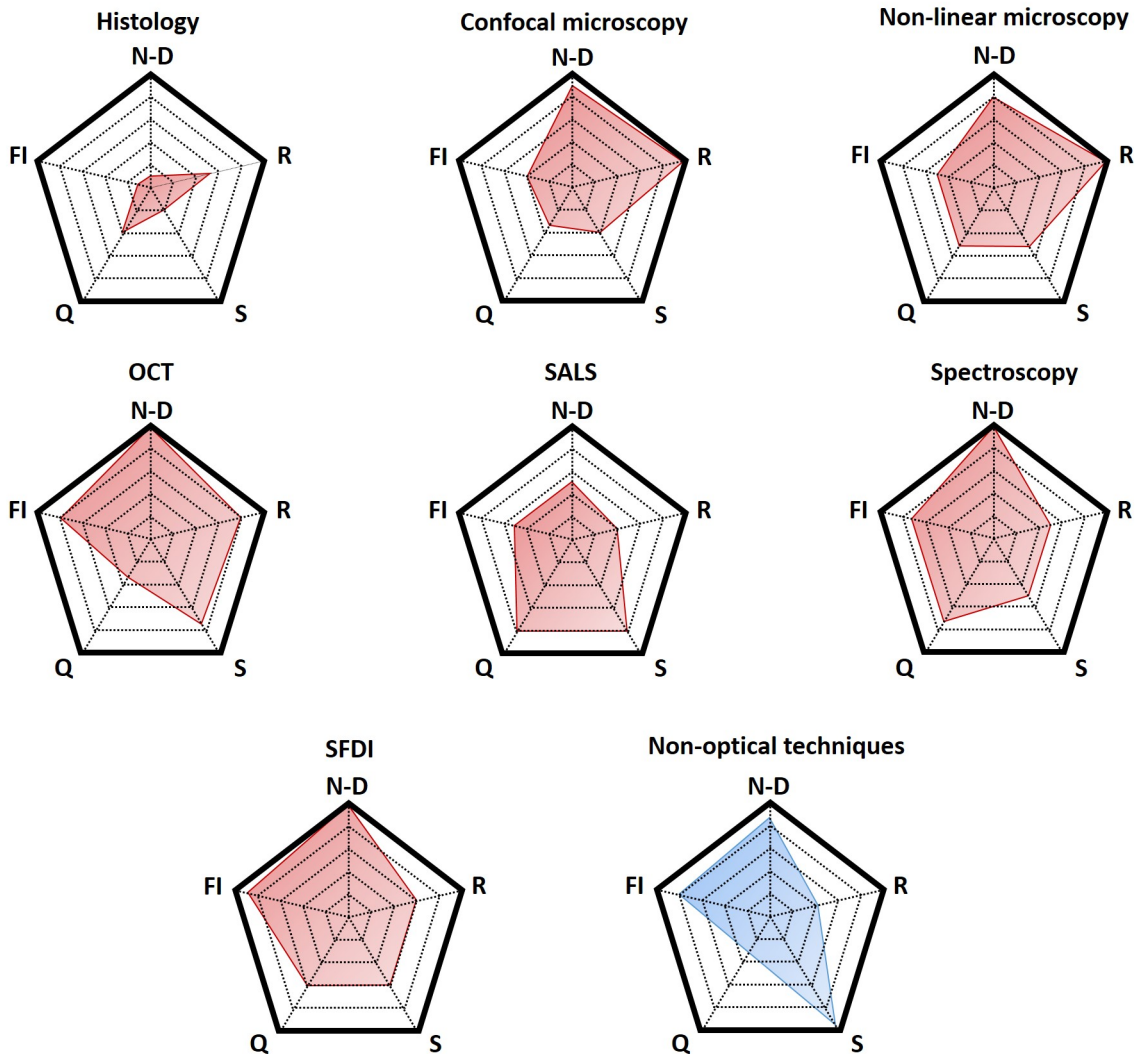 Histology
N-D
FI
R
Q
S
Confocal microscopy
N-D
FI
R
Q
S
Non-linear microscopy
N-D
FI
R
Q
S
OCT
N-D
FI
R
Q
S
SALS
N-D
FI
R
Q
S
Spectroscopy
N-D
FI
R
Q
S
SFDI
N-D
FI
R
Q
S
Non-optical techniques
N-D
FI
R
Q
S